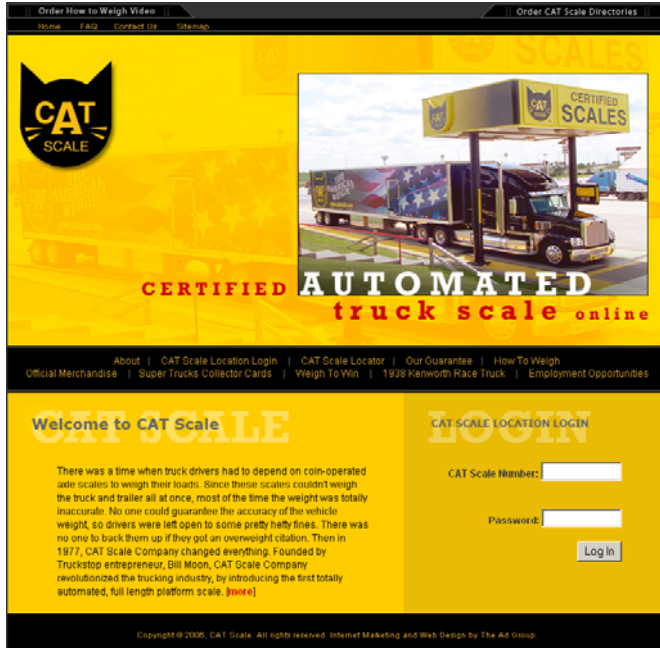 Order How to Weigh Video
Order CAT Scale Directories
Home FAQ Contact Us Sitemap
SCALES
CAT
SCALE
CAT
CERTIFIED
SCALES
CERTIFIED AUTOMATED
truck scale online
About | CAT Scale Location Login | CAT Scale Locator | Our Guarantee | How To Weigh
Official Merchandise | Super Trucks Collector Cards | Weigh To Win | 1938 Kenworth Race Truck | Employment Opportunities
CAT SCALE
Welcome to CAT Scale
LOGIN
CAT SCALE LOCATION LOGIN
There was a time when truck drivers had to depend on coin-operated
axle scales to weigh their loads. Since these scales couldn't weigh
the truck and trailer all at once, most of the time the weight was totally
inaccurate. No one could guarantee the accuracy of the vehicle
weight, so drivers were left open to some pretty hefty fines. There was
no one to back them up if they got an overweight citation. Then in
1977, CAT Scale Company changed everything. Founded by
Truckstop entrepreneur, Bill Moon, CAT Scale Company
revolutionized the trucking industry, by introducing the first totally
automated, full length platform scale. [more]
CAT Scale Number:
Password:
Log In
Copyright © 2006, CAT Scale. All rights reserved. Internet Marketing and Web Design by The Ad Group.